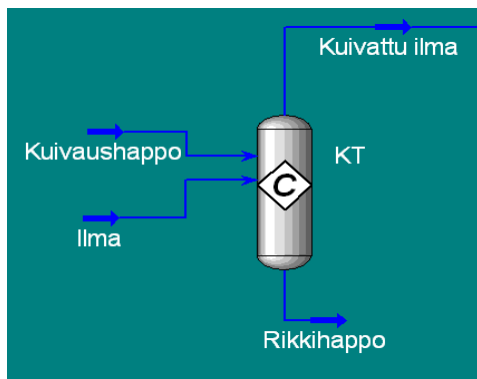 Kuivattu ilma
Kuivaushappo
KT
C
Ilma
Rikkihappo